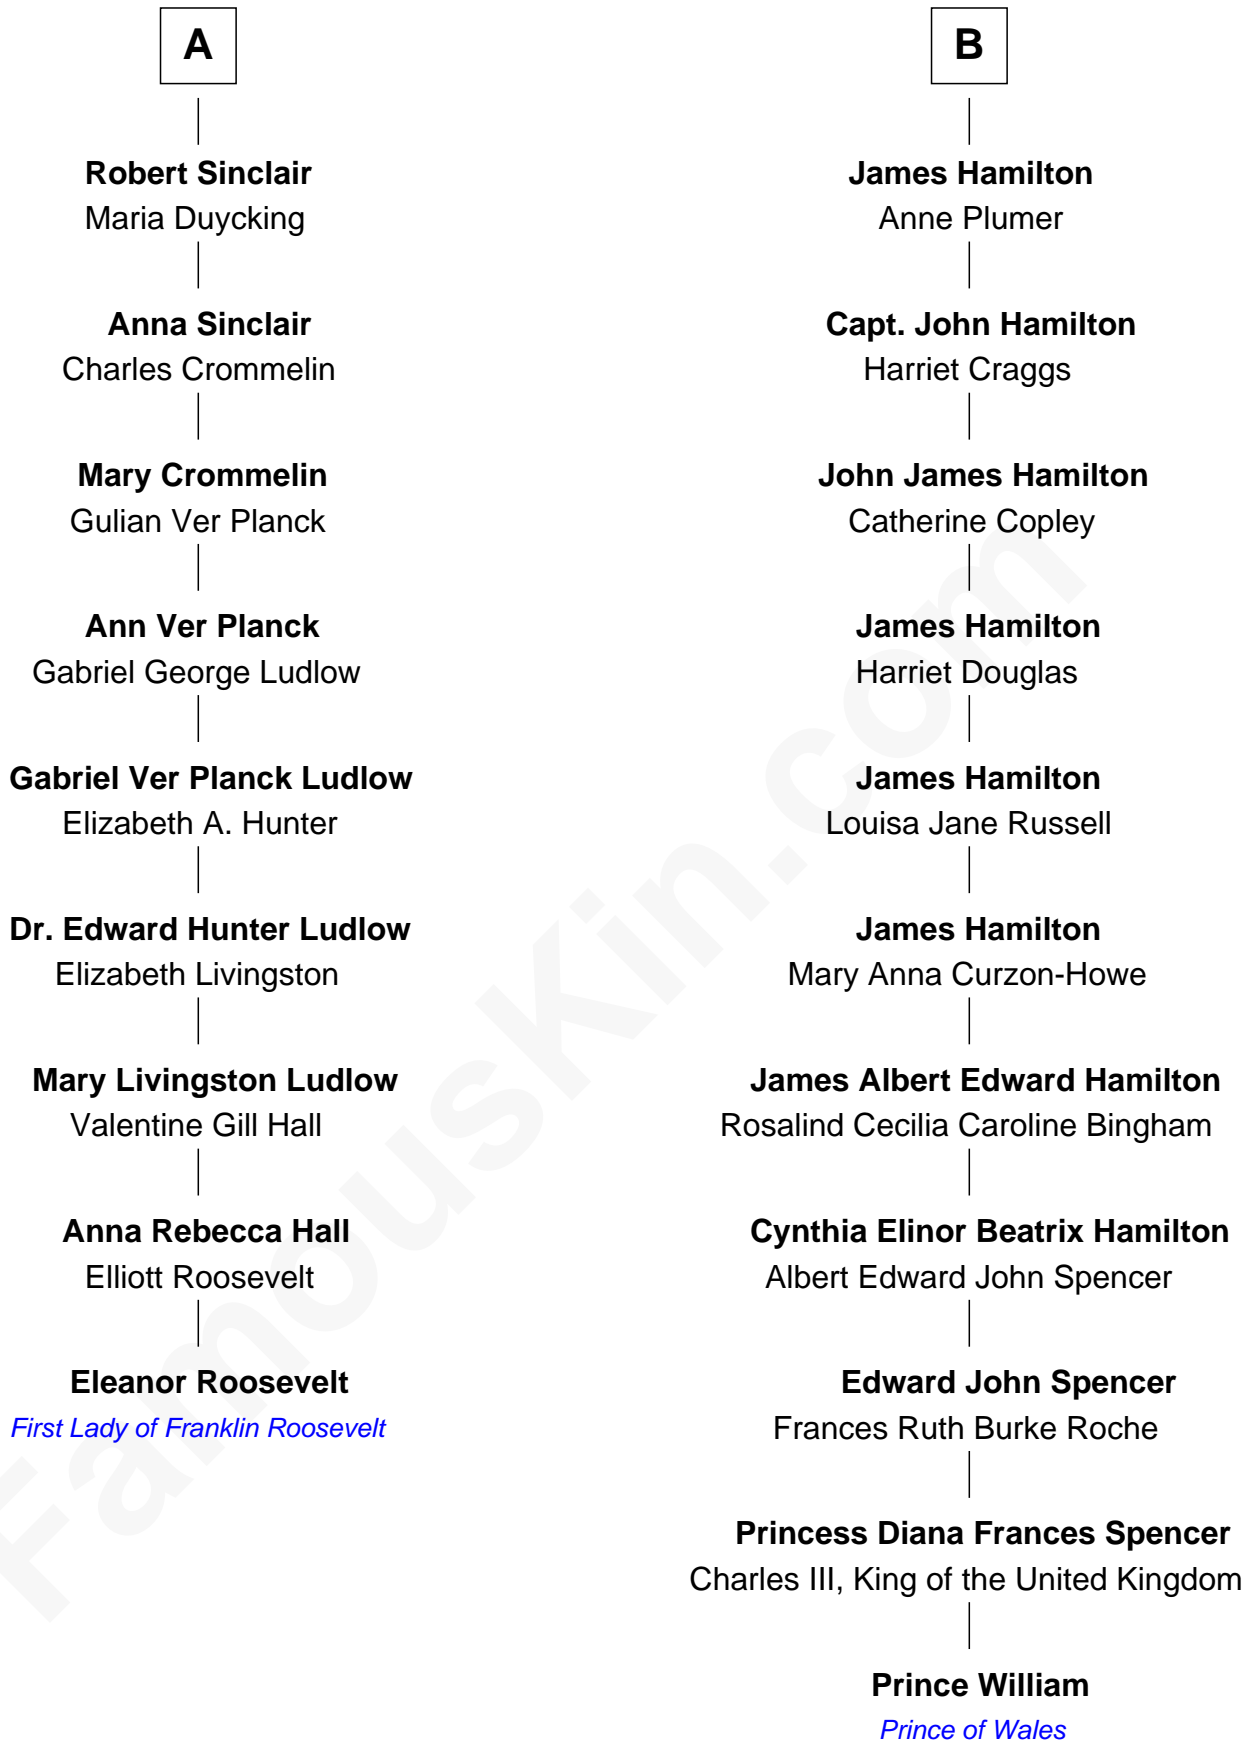 A
Robert Sinclair
Maria Duycking
Anna Sinclair
Charles Crommelin
Mary Crommelin
Gulian Ver Planck
Ann Ver Planck
Gabriel George Ludlow
Gabriel Ver Planck Ludlow
Elizabeth A. Hunter
Dr. Edward Hunter Ludlow
Elizabeth Livingston
Mary Livingston Ludlow
Valentine Gill Hall
Anna Rebecca Hall
Elliott Roosevelt
Eleanor Roosevelt
First Lady of Franklin Roosevelt
B
James Hamilton
Anne Plumer
Capt. John Hamilton
Harriet Craggs
John James Hamilton
Catherine Copley
James Hamilton
Harriet Douglas
James Hamilton
Louisa Jane Russell
James Hamilton
Mary Anna Curzon-Howe
James Albert Edward Hamilton
Rosalind Cecilia Caroline Bingham
Cynthia Elinor Beatrix Hamilton
Albert Edward John Spencer
Edward John Spencer
Frances Ruth Burke Roche
Princess Diana Frances Spencer
Charles III, King of the United Kingdom
Prince William
Prince of Wales
FamousKin.com